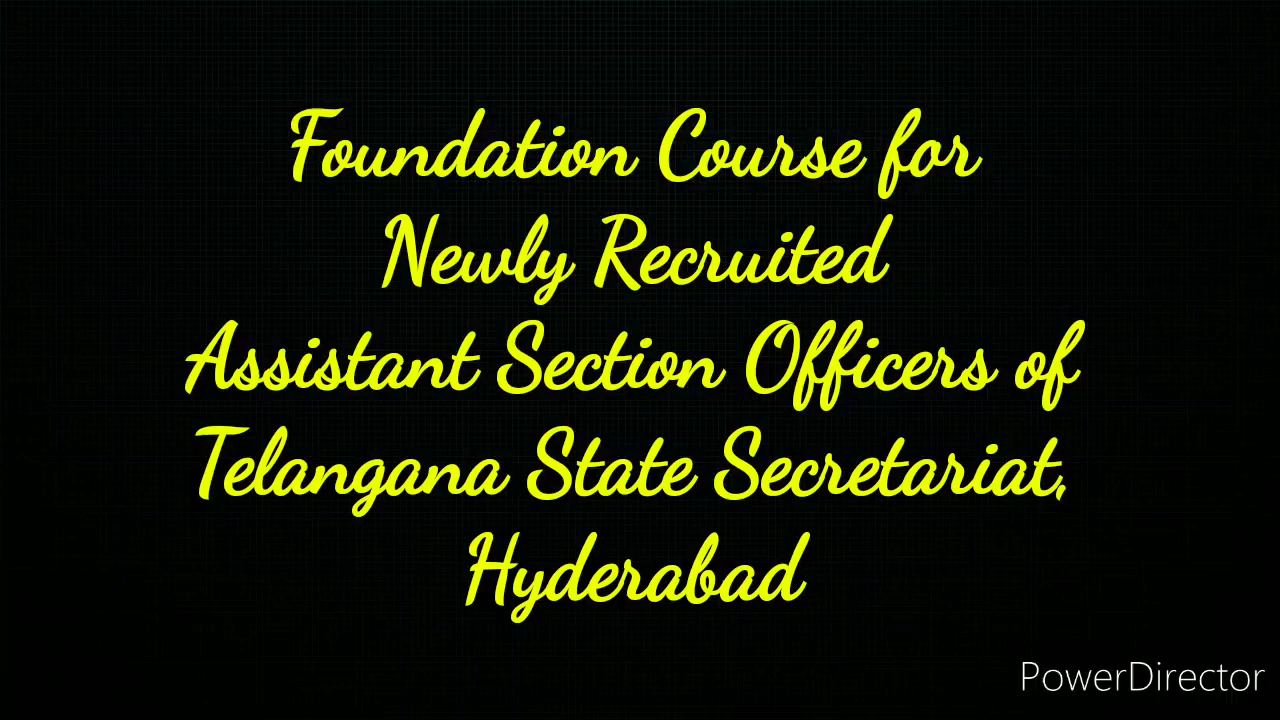 Foundation Course for
Newly Recruited
Assistant Section Officers of
Telangana State Secretariat,
Hyderabad
PowerDirector